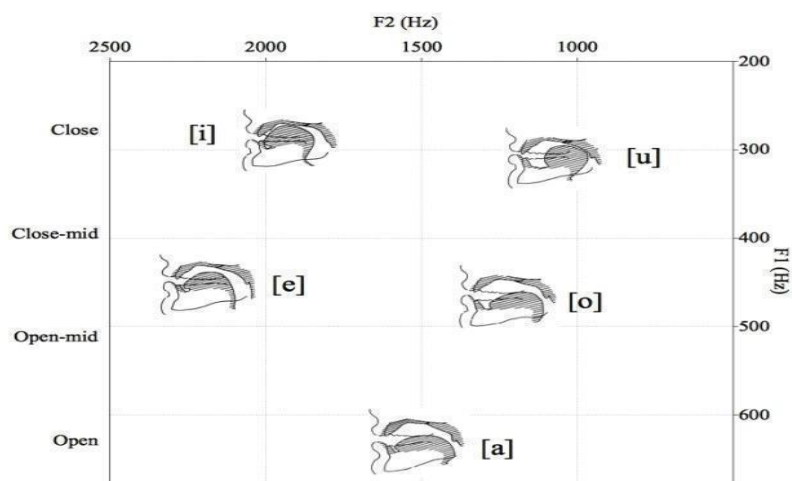 F2 (Hz)
2500 2000 1500 1000
200
Close [i] [u]
300
Close-mid
400
F1 (Hz)
[e] [o]
Open-mid
500
600
Open [a]